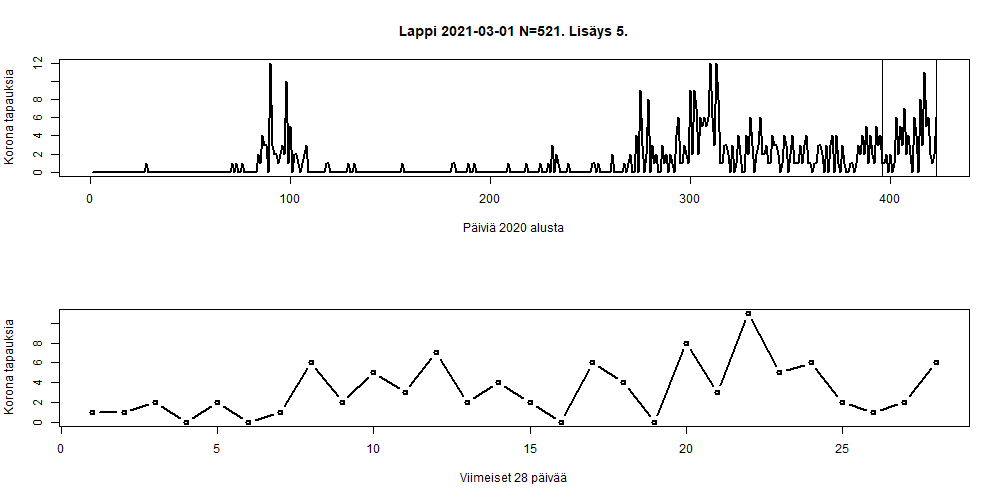 Lappi 2021-03-01 N=521. Lisäys 5.
Korona tapauksia
0 2 4 6 8 12
0 100 200 300 400
Päiviä 2020 alusta
Korona tapauksia
0 2 4 6 8
0 5 10 15 20 25
Viimeiset 28 päivää